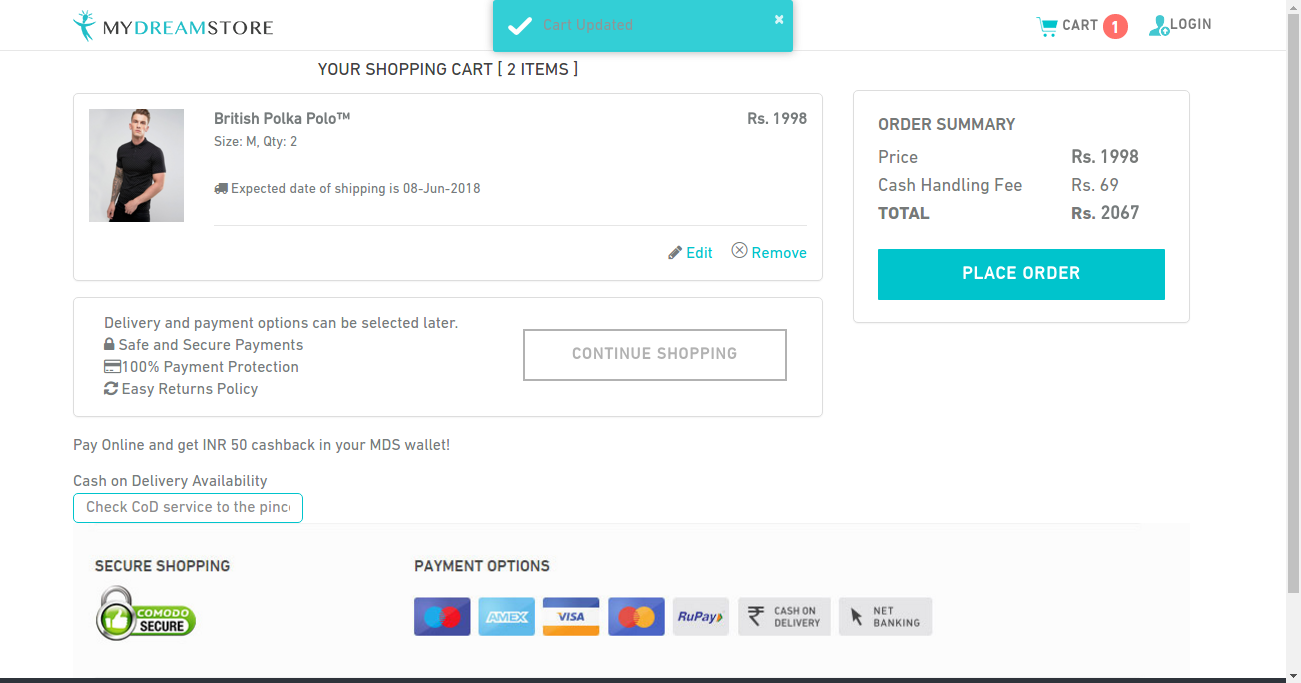 MYDREAMSTORE
Cart Updated
×
CART 1
LOGIN
YOUR SHOPPING CART [ 2 ITEMS ]
British Polka Polo™
Rs. 1998
Size: M, Qty: 2
Expected date of shipping is 08-Jun-2018
Edit
Remove
ORDER SUMMARY
Price Rs. 1998
Cash Handling Fee Rs. 69
TOTAL Rs. 2067
PLACE ORDER
Delivery and payment options can be selected later.
Safe and Secure Payments
100% Payment Protection
Easy Returns Policy
CONTINUE SHOPPING
Pay Online and get INR 50 cashback in your MDS wallet!
Cash on Delivery Availability
Check CoD service to the pinc
SECURE SHOPPING
COMODO
SECURE
PAYMENT OPTIONS
AMEX
VISA
RuPay
₹ CASH ON
DELIVERY
NET
BANKING